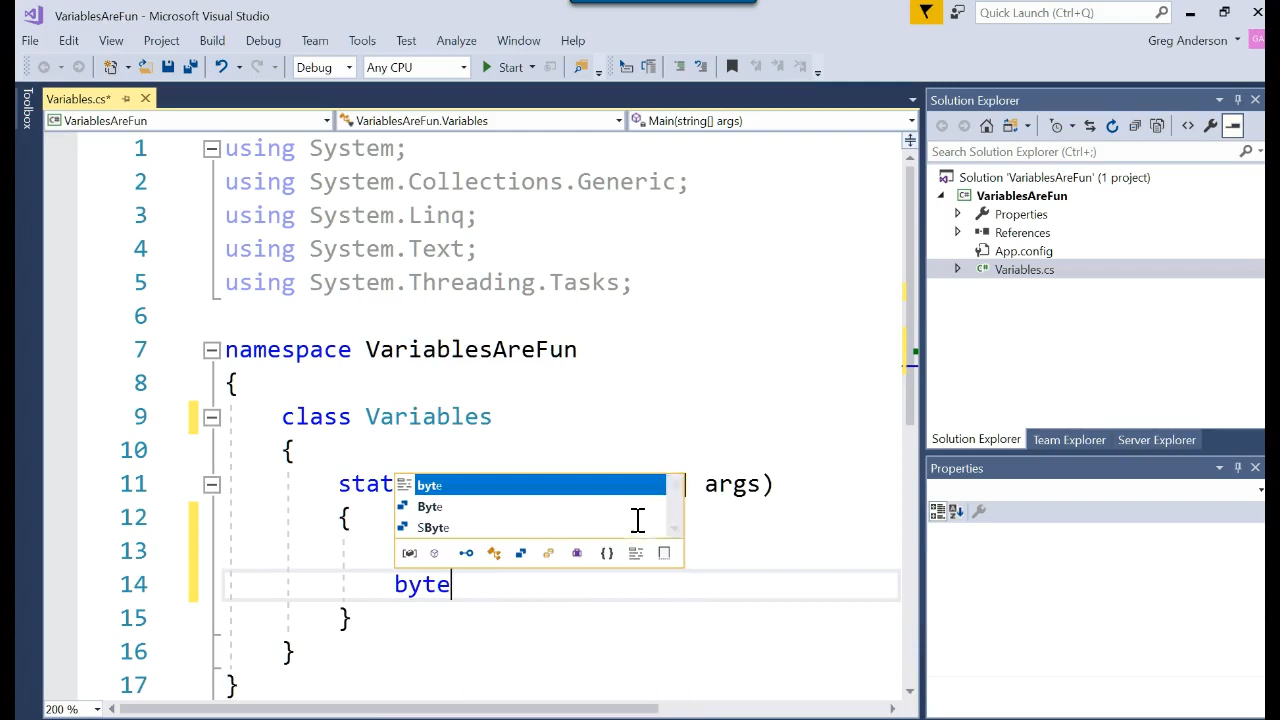 VariablesAreFun - Microsoft Visual Studio
Quick Launch (Ctrl+Q)
File Edit View Project Build Debug Team Tools Test Analyze Window Help
Greg Anderson GA
Debug Any CPU Start
Toolbox
Variables.cs*
VariablesAreFun VariablesAreFun.Variables Main(string[] args)
1 using System;
2 using System.Collections.Generic;
3 using System.Linq;
4 using System.Text;
5 using System.Threading.Tasks;
6
7 namespace VariablesAreFun
8 {
9 class Variables
10 {
11 stat args)
12 {
13
14 byte
15 }
16 }
17 }
byte
Byte
SByte
200 %
Solution Explorer
Search Solution Explorer (Ctrl+;)
Solution 'VariablesAreFun' (1 project)
VariablesAreFun
Properties
References
App.config
Variables.cs
Solution Explorer Team Explorer Server Explorer
Properties